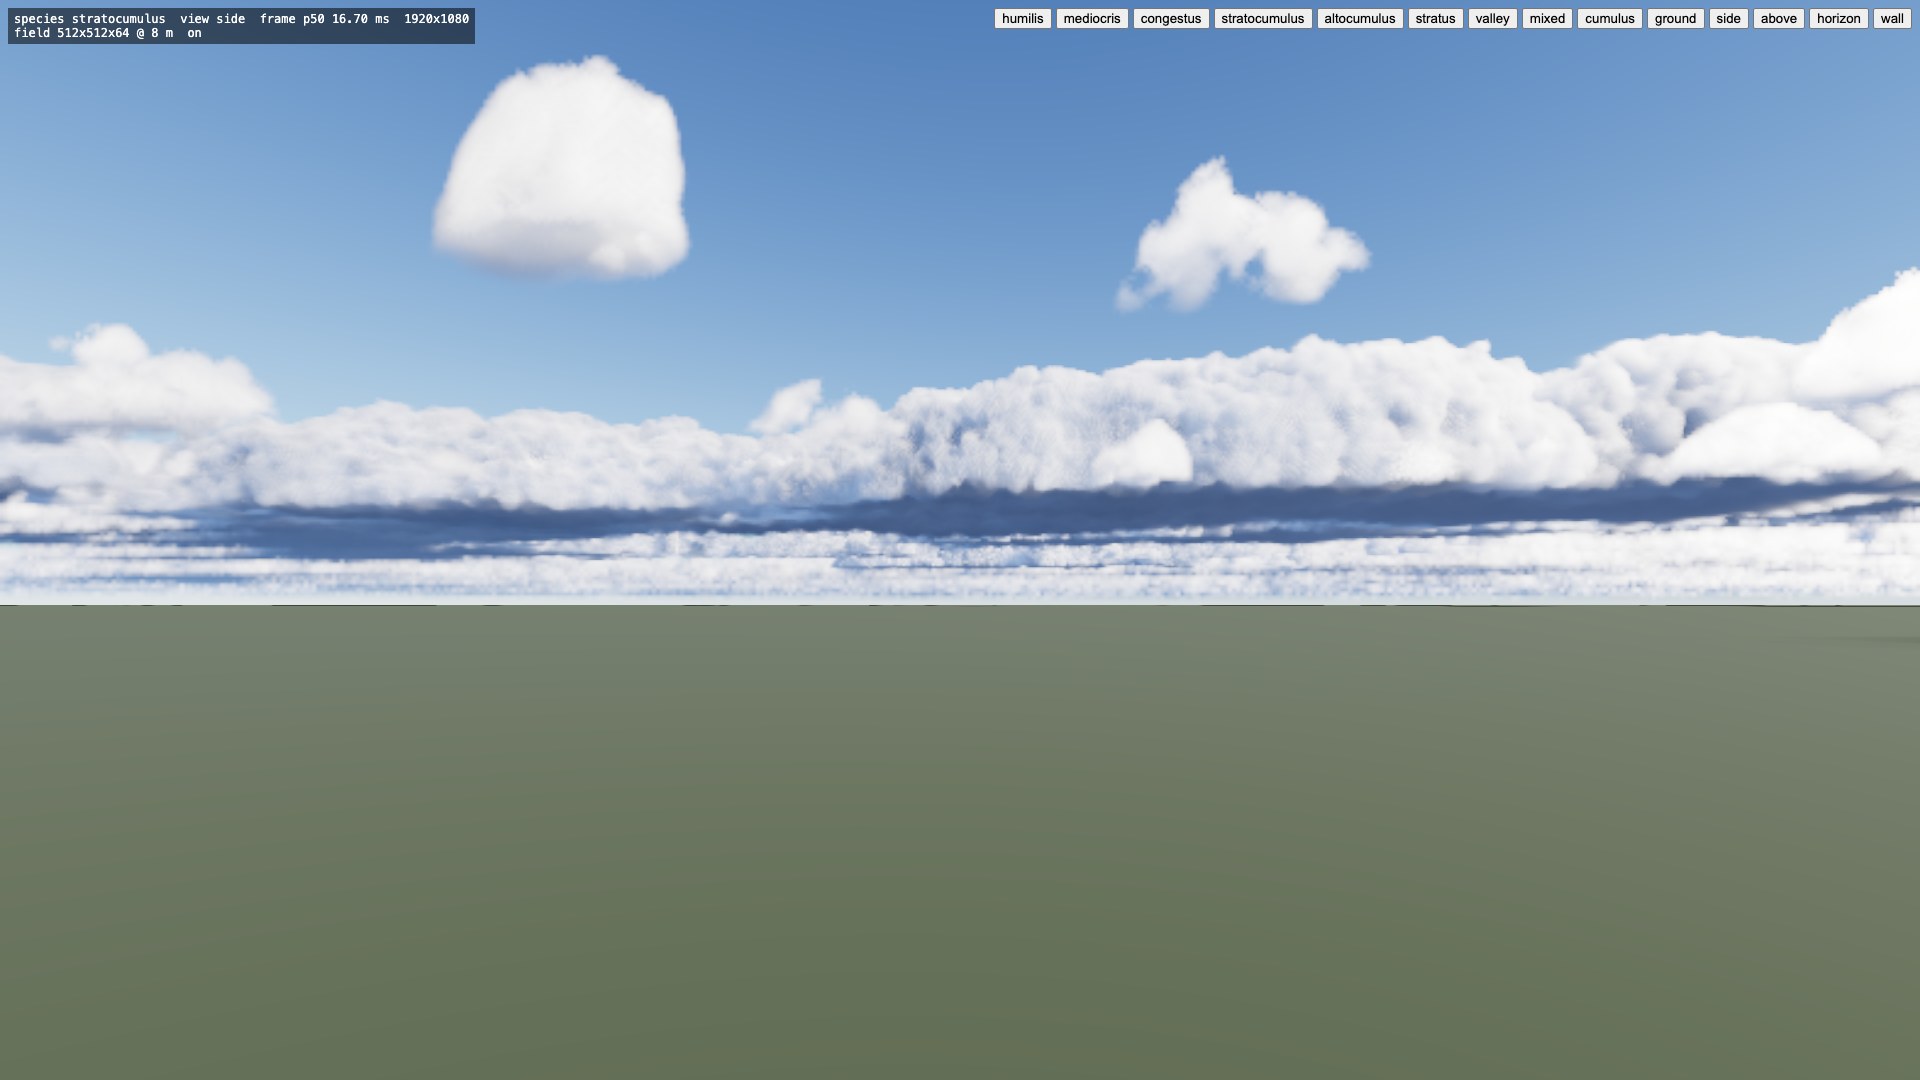 species stratocumulus  view side  frame p50 16.70 ms  1920x1080
field 512x512x64 @ 8 m  on
humilis mediocris congestus stratocumulus altocumulus stratus valley mixed cumulus ground side above horizon wall